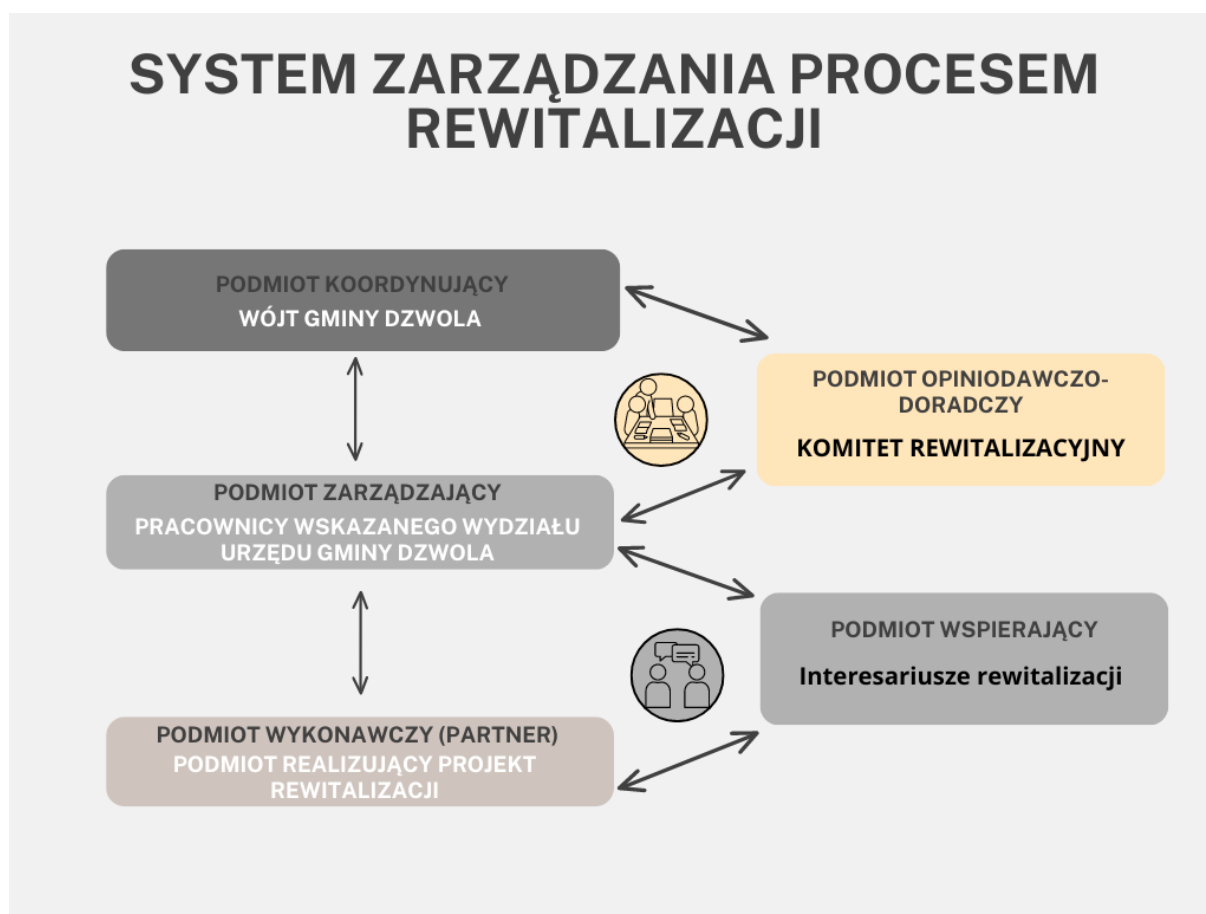 SYSTEM ZARZĄDZANIA PROCESEM
REWITALIZACJI
PODMIOT KOORDYNUJĄCY
WÓJT GMINY DZWOLA
PODMIOT OPINIODAWCZO-
DORADCZY
KOMITET REWITALIZACYJNY
PODMIOT ZARZĄDZAJĄCY
PRACOWNICY WSKAZANEGO WYDZIAŁU
URZĘDU GMINY DZWOLA
PODMIOT WSPIERAJĄCY
Interesariusze rewitalizacji
PODMIOT WYKONAWCZY (PARTNER)
PODMIOT REALIZUJĄCY PROJEKT
REWITALIZACJI